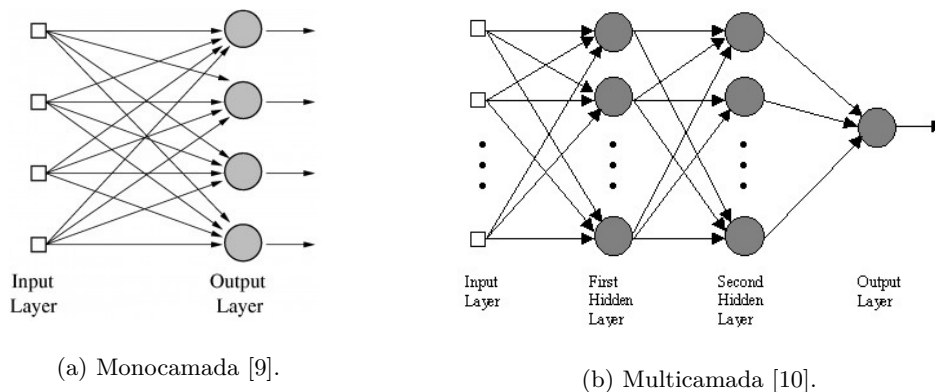 Input
Layer
Output
Layer
(a) Monocamada [9].
Input
Layer
First
Hidden
Layer
Second
Hidden
Layer
Output
Layer
(b) Multicamada [10].